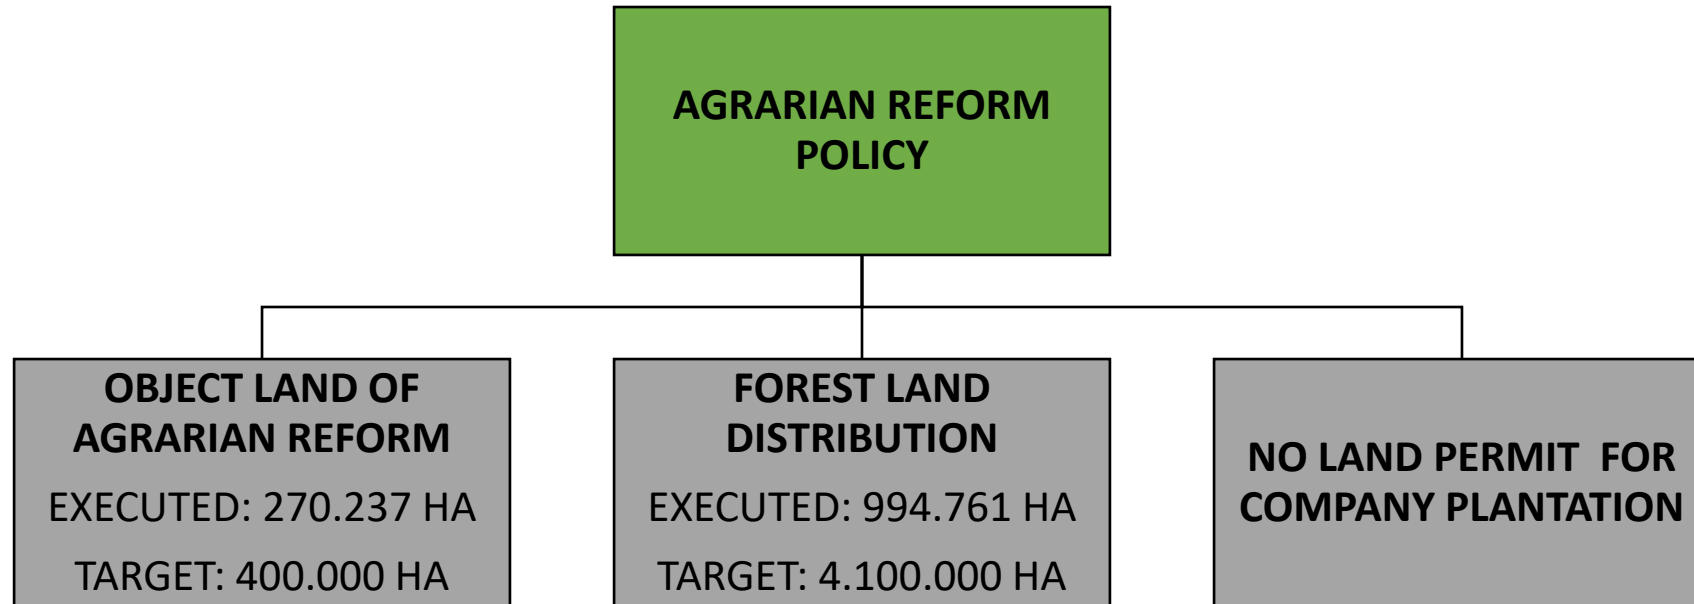 AGRARIAN REFORM
POLICY
OBJECT LAND OF
AGRARIAN REFORM
EXECUTED: 270.237 HA
TARGET: 400.000 HA
FOREST LAND
DISTRIBUTION
EXECUTED: 994.761 HA
TARGET: 4.100.000 HA
NO LAND PERMIT  FOR
COMPANY PLANTATION